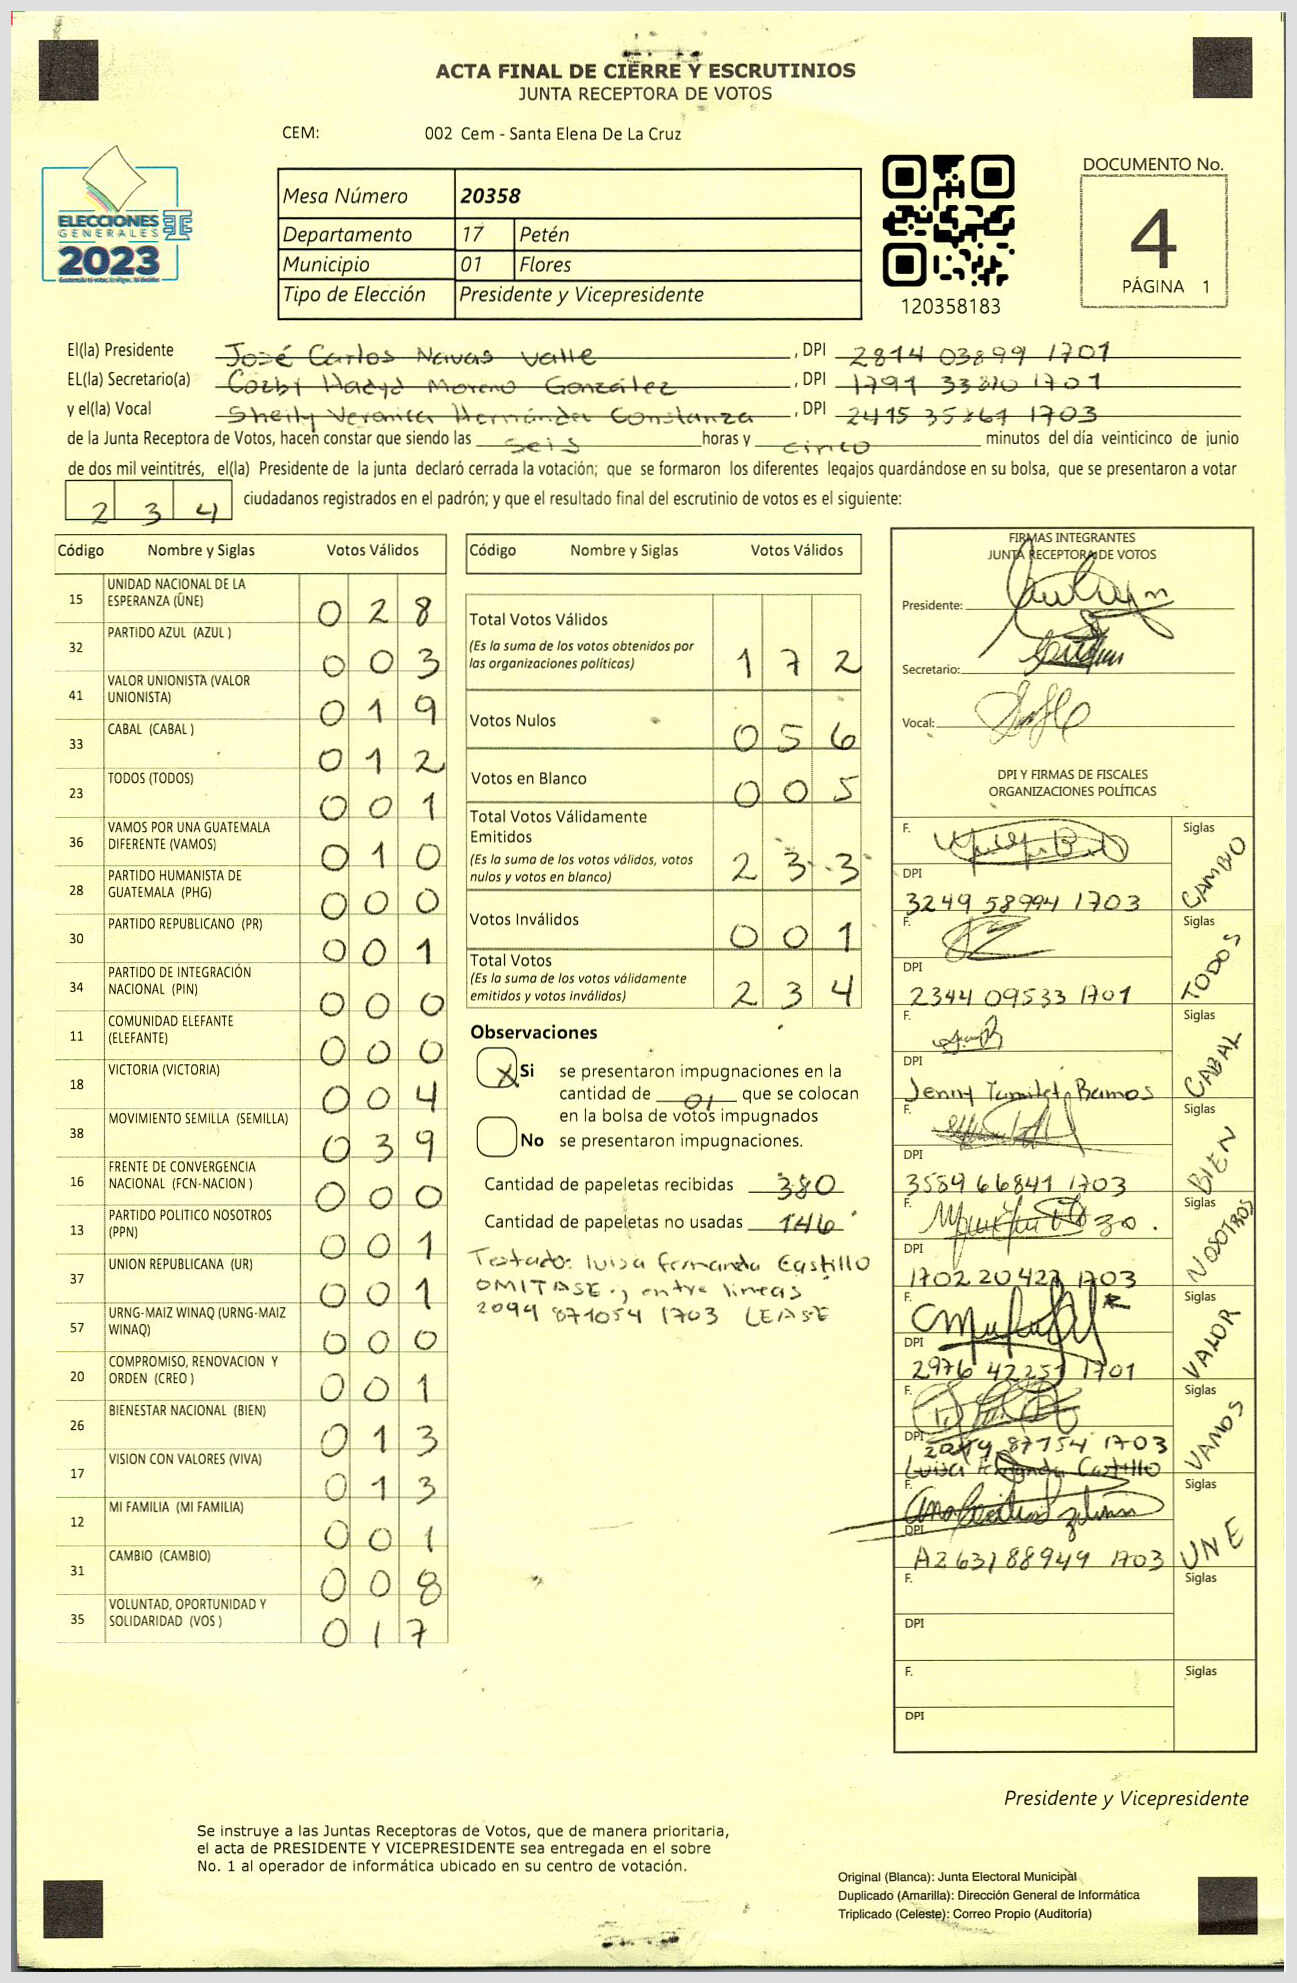 ACTA FINAL DE CIERRE Y ESCRUTINIOS
JUNTA RECEPTORA DE VOTOS
CEM: 002 Cem - Santa Elena De La Cruz
ELECCIONES
GENERALES
2023
Mesa Número 20358
Departamento 17 Petén
Municipio 01 Flores
Tipo de Elección Presidente y Vicepresidente
120358183
DOCUMENTO No.
4
PÁGINA 1
El(la) Presidente José Carlos Navas Valle, DPI 2814 03899 1701
EL(la) Secretario(a) Moreno González, DPI 1791 33810 1701
y el(la) Vocal Sheily Veronica Hernández Constanza, DPI 2415 35861 1703
de la Junta Receptora de Votos, hacen constar que siendo las seis horas y cinco minutos del día veinticinco de junio
de dos mil veintitrés, el(la) Presidente de la junta declaró cerrada la votación; que se formaron los diferentes legajos guardándose en su bolsa, que se presentaron a votar
2 3 4 ciudadanos registrados en el padrón; y que el resultado final del escrutinio de votos es el siguiente:
Código Nombre y Siglas Votos Válidos
15 UNIDAD NACIONAL DE LA ESPERANZA (UNE) 0 2 8
32 PARTIDO AZUL (AZUL ) 0 0 3
41 VALOR UNIONISTA (VALOR UNIONISTA) 0 1 9
33 CABAL (CABAL ) 0 1 2
23 TODOS (TODOS) 0 0 1
36 VAMOS POR UNA GUATEMALA DIFERENTE (VAMOS) 0 1 0
28 PARTIDO HUMANISTA DE GUATEMALA (PHG) 0 0 0
30 PARTIDO REPUBLICANO (PR) 0 0 1
34 PARTIDO DE INTEGRACIÓN NACIONAL (PIN) 0 0 0
11 COMUNIDAD ELEFANTE (ELEFANTE) 0 0 0
18 VICTORIA (VICTORIA) 0 0 4
38 MOVIMIENTO SEMILLA (SEMILLA) 0 3 9
16 FRENTE DE CONVERGENCIA NACIONAL (FCN-NACION ) 0 0 0
13 PARTIDO POLITICO NOSOTROS (PPN) 0 0 1
37 UNION REPUBLICANA (UR) 0 0 1
57 URNG-MAIZ WINAQ (URNG-MAIZ WINAQ) 0 0 0
20 COMPROMISO, RENOVACION Y ORDEN (CREO ) 0 0 1
26 BIENESTAR NACIONAL (BIEN) 0 1 3
17 VISION CON VALORES (VIVA) 0 1 3
12 MI FAMILIA (MI FAMILIA) 0 0 1
31 CAMBIO (CAMBIO) 0 0 8
35 VOLUNTAD, OPORTUNIDAD Y SOLIDARIDAD (VOS ) 0 1 7
Código Nombre y Siglas Votos Válidos
Total Votos Válidos
(Es la suma de los votos obtenidos por
las organizaciones políticas) 1 7 2
Votos Nulos 0 5 6
Votos en Blanco 0 0 5
Total Votos Válidamente
Emitidos
(Es la suma de los votos válidos, votos
nulos y votos en blanco) 2 3 3
Votos Inválidos 0 0 1
Total Votos
(Es la suma de los votos válidamente
emitidos y votos inválidos) 2 3 4
Observaciones
X Si se presentaron impugnaciones en la
cantidad de 01 que se colocan
en la bolsa de votos impugnados
No se presentaron impugnaciones.
Cantidad de papeletas recibidas 380
Cantidad de papeletas no usadas 146
Testado: luisa fernanda Castillo
OMITASE, entre lineas
2099 871054 1703 LEASE
FIRMAS INTEGRANTES
JUNTA RECEPTORA DE VOTOS
Presidente:
Secretario:
Vocal:
DPI Y FIRMAS DE FISCALES
ORGANIZACIONES POLÍTICAS
F. Siglas CAMBIO
DPI 3249 58994 1703
F. Siglas TODOS
DPI 2344 09533 1701
F. Siglas CABAL
DPI Jenny Ramos
F. Siglas BIEN
DPI 3589 66841 1703
F. Siglas NOSOTROS
DPI 1702 20427 1703
F. Siglas VALOR
DPI 2976 42251 1701
F. Siglas VAMOS
DPI 87154 1703
Luisa Castillo
F. Siglas UNE
DPI A2 63188949 1703
F. Siglas
DPI
F. Siglas
DPI
Presidente y Vicepresidente
Se instruye a las Juntas Receptoras de Votos, que de manera prioritaria,
el acta de PRESIDENTE Y VICEPRESIDENTE sea entregada en el sobre
No. 1 al operador de informática ubicado en su centro de votación.
Original (Blanca): Junta Electoral Municipal
Duplicado (Amarilla): Dirección General de Informática
Triplicado (Celeste): Correo Propio (Auditoría)